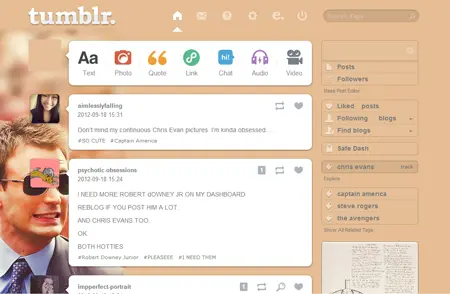 tumblr.
Search Tags
Aa
hi!
Text Photo Quote Link Chat Audio Video
aimlesslyfalling
2012-09-18 15:31
Don't mind my continuous Chris Evan pictures I'm kinda obsessed....
#SO CUTE #Captain America
psychotic-obsessions
2012-09-18 15:24
1
I NEED MORE ROBERT dOWNEY JR ON MY DASHBOARD.
REBLOG IF YOU POST HIM A LOT.
AND CHRIS EVANS TOO.
OK.
BOTH HOTTIES
#Robert Downey Junior #PLEASEEE #I NEED THEM
impperfect-portrait
1
Posts
Followers
Mass Post Editor
Liked posts
Following blogs
Find blogs
Safe Dash
chris evans track
Topics
captain america
steve rogers
the avengers
Show: All Related Tags